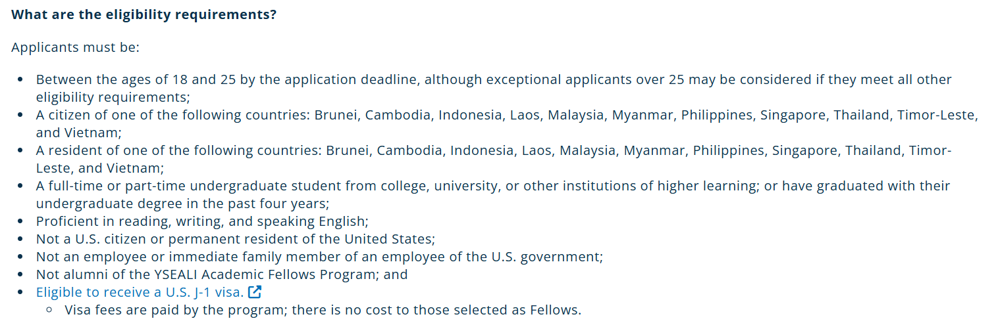 What are the eligibility requirements?
Applicants must be:
• Between the ages of 18 and 25 by the application deadline, although exceptional applicants over 25 may be considered if they meet all other
eligibility requirements;
• A citizen of one of the following countries: Brunei, Cambodia, Indonesia, Laos, Malaysia, Myanmar, Philippines, Singapore, Thailand, Timor-Leste,
and Vietnam;
• A resident of one of the following countries: Brunei, Cambodia, Indonesia, Laos, Malaysia, Myanmar, Philippines, Singapore, Thailand, Timor-
Leste, and Vietnam;
• A full-time or part-time undergraduate student from college, university, or other institutions of higher learning; or have graduated with their
undergraduate degree in the past four years;
• Proficient in reading, writing, and speaking English;
• Not a U.S. citizen or permanent resident of the United States;
• Not an employee or immediate family member of an employee of the U.S. government;
• Not alumni of the YSEALI Academic Fellows Program; and
• Eligible to receive a U.S. J-1 visa.
◦ Visa fees are paid by the program; there is no cost to those selected as Fellows.